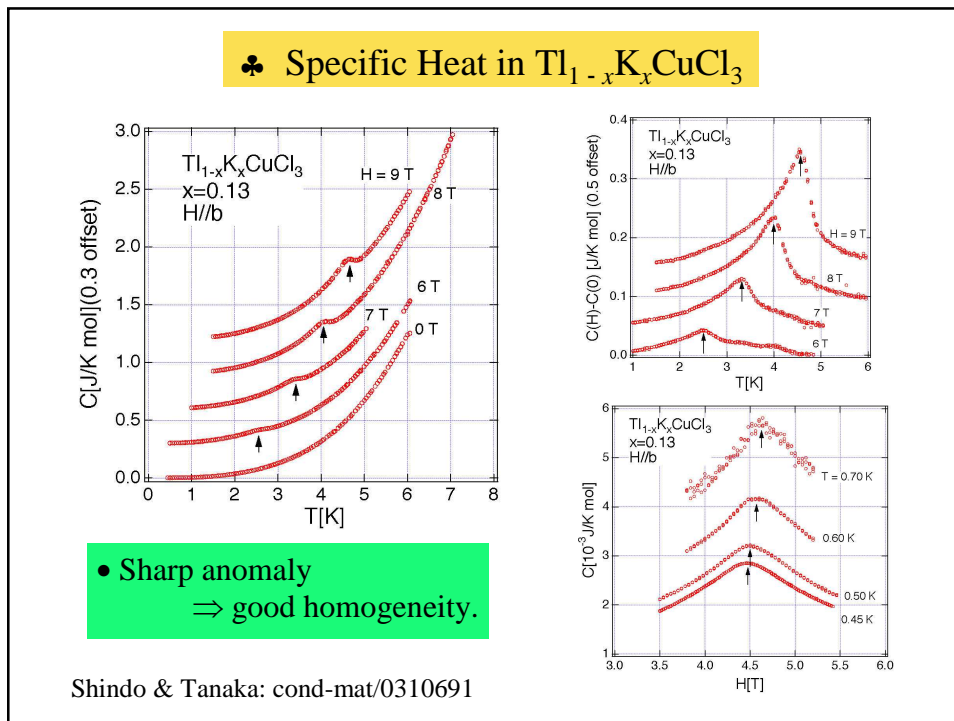 ♣ Specific Heat in Tl1 - xKxCuCl3
3.0
2.5
2.0
1.5
1.0
0.5
0.0
C[J/K mol](0.3 offset)
Tl1-xKxCuCl3
x=0.13
H//b
H = 9 T
8 T
6 T
7 T
0 T
0 1 2 3 4 5 6 7 8
T[K]
0.4
0.3
0.2
0.1
0.0
C(H)-C(0) [J/K mol] (0.5 offset)
Tl1-xKxCuCl3
x=0.13
H//b
H = 9 T
8 T
7 T
6 T
1 2 3 4 5 6
T[K]
6
5
4
3
2
1
C[10-3J/K mol]
Tl1-xKxCuCl3
x=0.13
H//b
T = 0.70 K
0.60 K
0.50 K
0.45 K
3.0 3.5 4.0 4.5 5.0 5.5 6.0
H[T]
• Sharp anomaly
⇒ good homogeneity.
Shindo & Tanaka: cond-mat/0310691